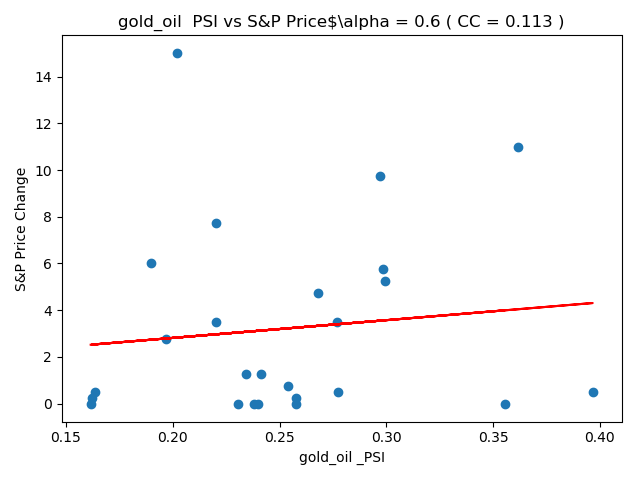 gold_oil  PSI vs S&P Price$\alpha = 0.6 ( CC = 0.113 )
S&P Price Change
14
12
10
8
6
4
2
0
0.15 0.20 0.25 0.30 0.35 0.40
gold_oil _PSI